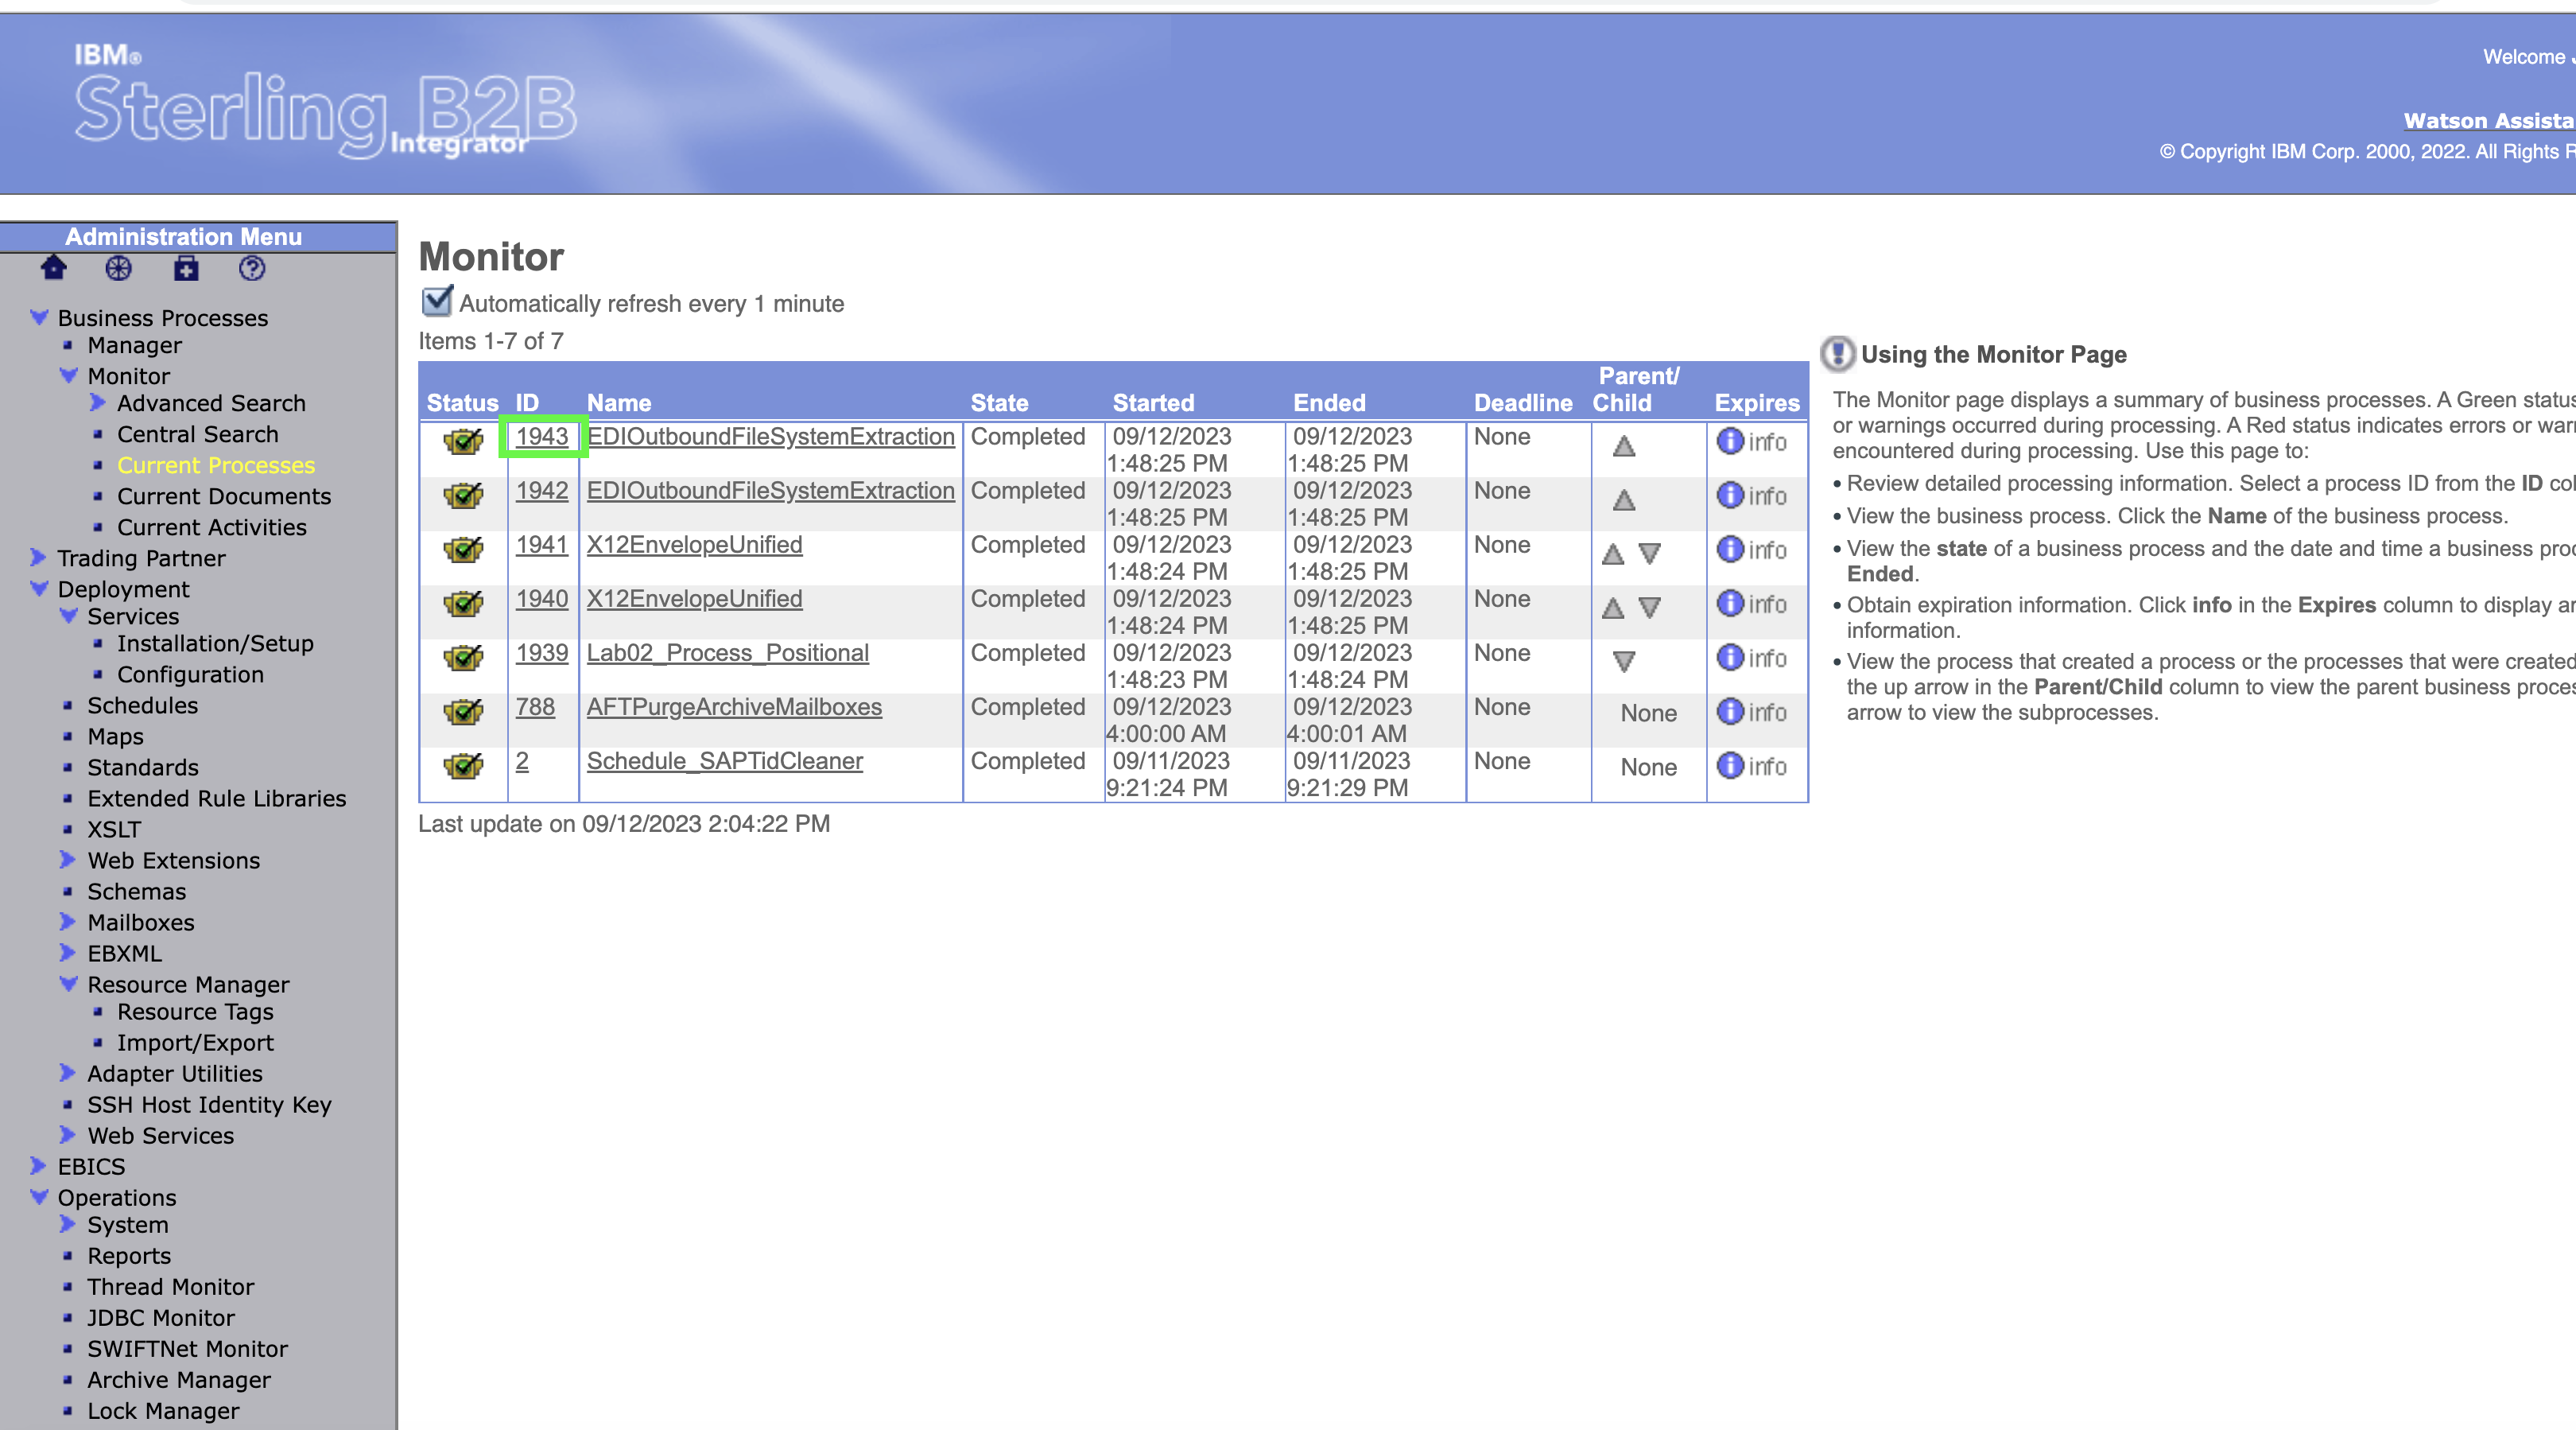 IBM®
Sterling B2B
Integrator
Welcome
Watson Assista
© Copyright IBM Corp. 2000, 2022. All Rights R
Administration Menu
Business Processes
Manager
Monitor
Advanced Search
Central Search
Current Processes
Current Documents
Current Activities
Trading Partner
Deployment
Services
Installation/Setup
Configuration
Schedules
Maps
Standards
Extended Rule Libraries
XSLT
Web Extensions
Schemas
Mailboxes
EBXML
Resource Manager
Resource Tags
Import/Export
Adapter Utilities
SSH Host Identity Key
Web Services
EBICS
Operations
System
Reports
Thread Monitor
JDBC Monitor
SWIFTNet Monitor
Archive Manager
Lock Manager
Monitor
Automatically refresh every 1 minute
Items 1-7 of 7
Status ID Name State Started Ended Deadline Parent/ Child Expires
1943 EDIOutboundFileSystemExtraction Completed 09/12/2023 09/12/2023 None info
1:48:25 PM 1:48:25 PM
1942 EDIOutboundFileSystemExtraction Completed 09/12/2023 09/12/2023 None info
1:48:25 PM 1:48:25 PM
1941 X12EnvelopeUnified Completed 09/12/2023 09/12/2023 None info
1:48:24 PM 1:48:25 PM
1940 X12EnvelopeUnified Completed 09/12/2023 09/12/2023 None info
1:48:24 PM 1:48:25 PM
1939 Lab02_Process_Positional Completed 09/12/2023 09/12/2023 None info
1:48:23 PM 1:48:24 PM
788 AFTPurgeArchiveMailboxes Completed 09/12/2023 09/12/2023 None None info
4:00:00 AM 4:00:01 AM
2 Schedule_SAPTidCleaner Completed 09/11/2023 09/11/2023 None None info
9:21:24 PM 9:21:29 PM
Last update on 09/12/2023 2:04:22 PM
Using the Monitor Page
The Monitor page displays a summary of business processes. A Green status
or warnings occurred during processing. A Red status indicates errors or warn
encountered during processing. Use this page to:
• Review detailed processing information. Select a process ID from the ID col
• View the business process. Click the Name of the business process.
• View the state of a business process and the date and time a business proc
Ended.
• Obtain expiration information. Click info in the Expires column to display an
information.
• View the process that created a process or the processes that were created
the up arrow in the Parent/Child column to view the parent business proces
arrow to view the subprocesses.